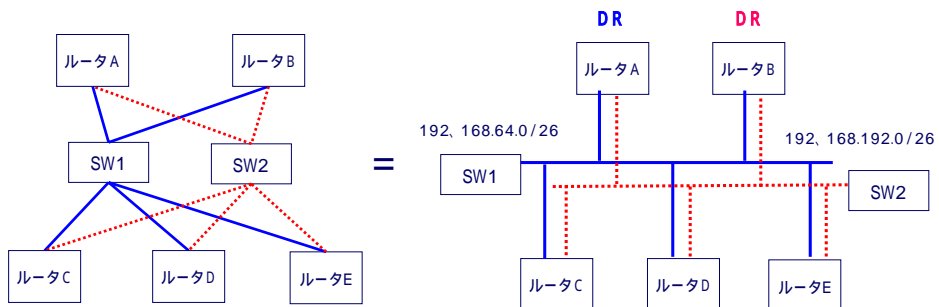 ルータA
ルータB
SW1
SW2
ルータC
ルータD
ルータE
=
DR
DR
ルータA
ルータB
192、168.64.0/26
192、168.192.0/26
SW1
SW2
ルータC
ルータD
ルータE